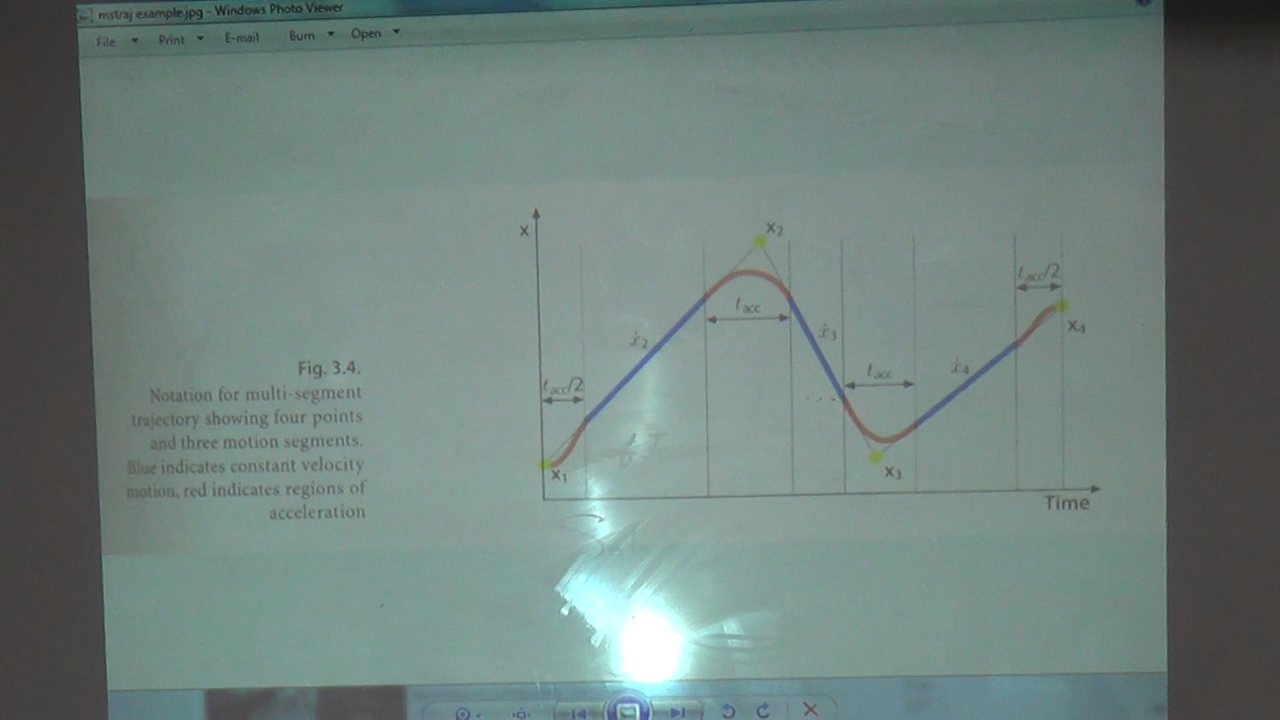 mstraj example.jpg - Windows Photo Viewer
File Print E-mail Burn Open
x
x2
tacc/2
tacc
ẋ2
ẋ3
x4
Fig. 3.4.
Notation for multi-segment
trajectory showing four points
and three motion segments.
Blue indicates constant velocity
motion, red indicates regions of
acceleration
tacc/2
tacc
ẋ4
x1
x3
Time